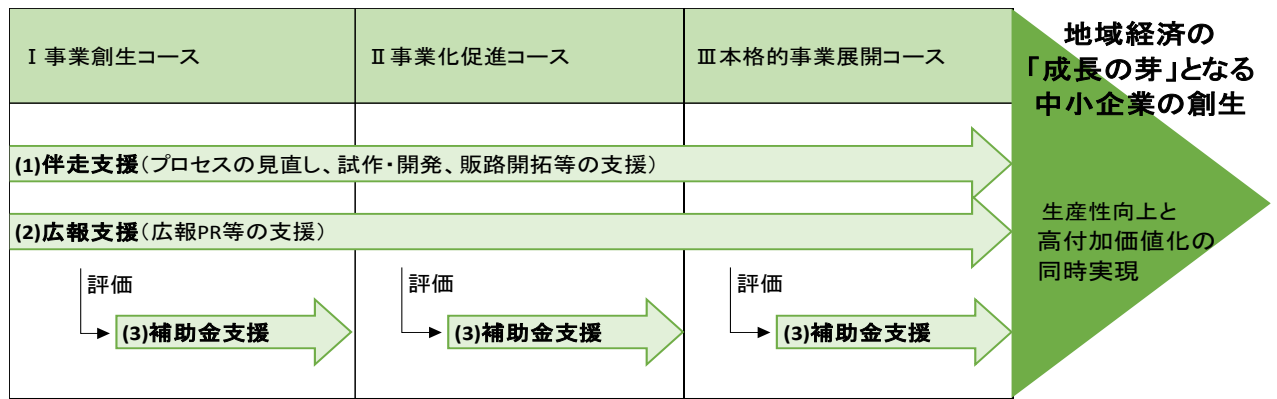 Ⅰ事業創生コース
Ⅱ事業化促進コース
Ⅲ本格的事業展開コース
地域経済の
「成長の芽」となる
中小企業の創生
(1)伴走支援（プロセスの見直し、試作・開発、販路開拓等の支援）
(2)広報支援（広報PR等の支援）
生産性向上と
高付加価値化の
同時実現
評価
(3)補助金支援
評価
(3)補助金支援
評価
(3)補助金支援